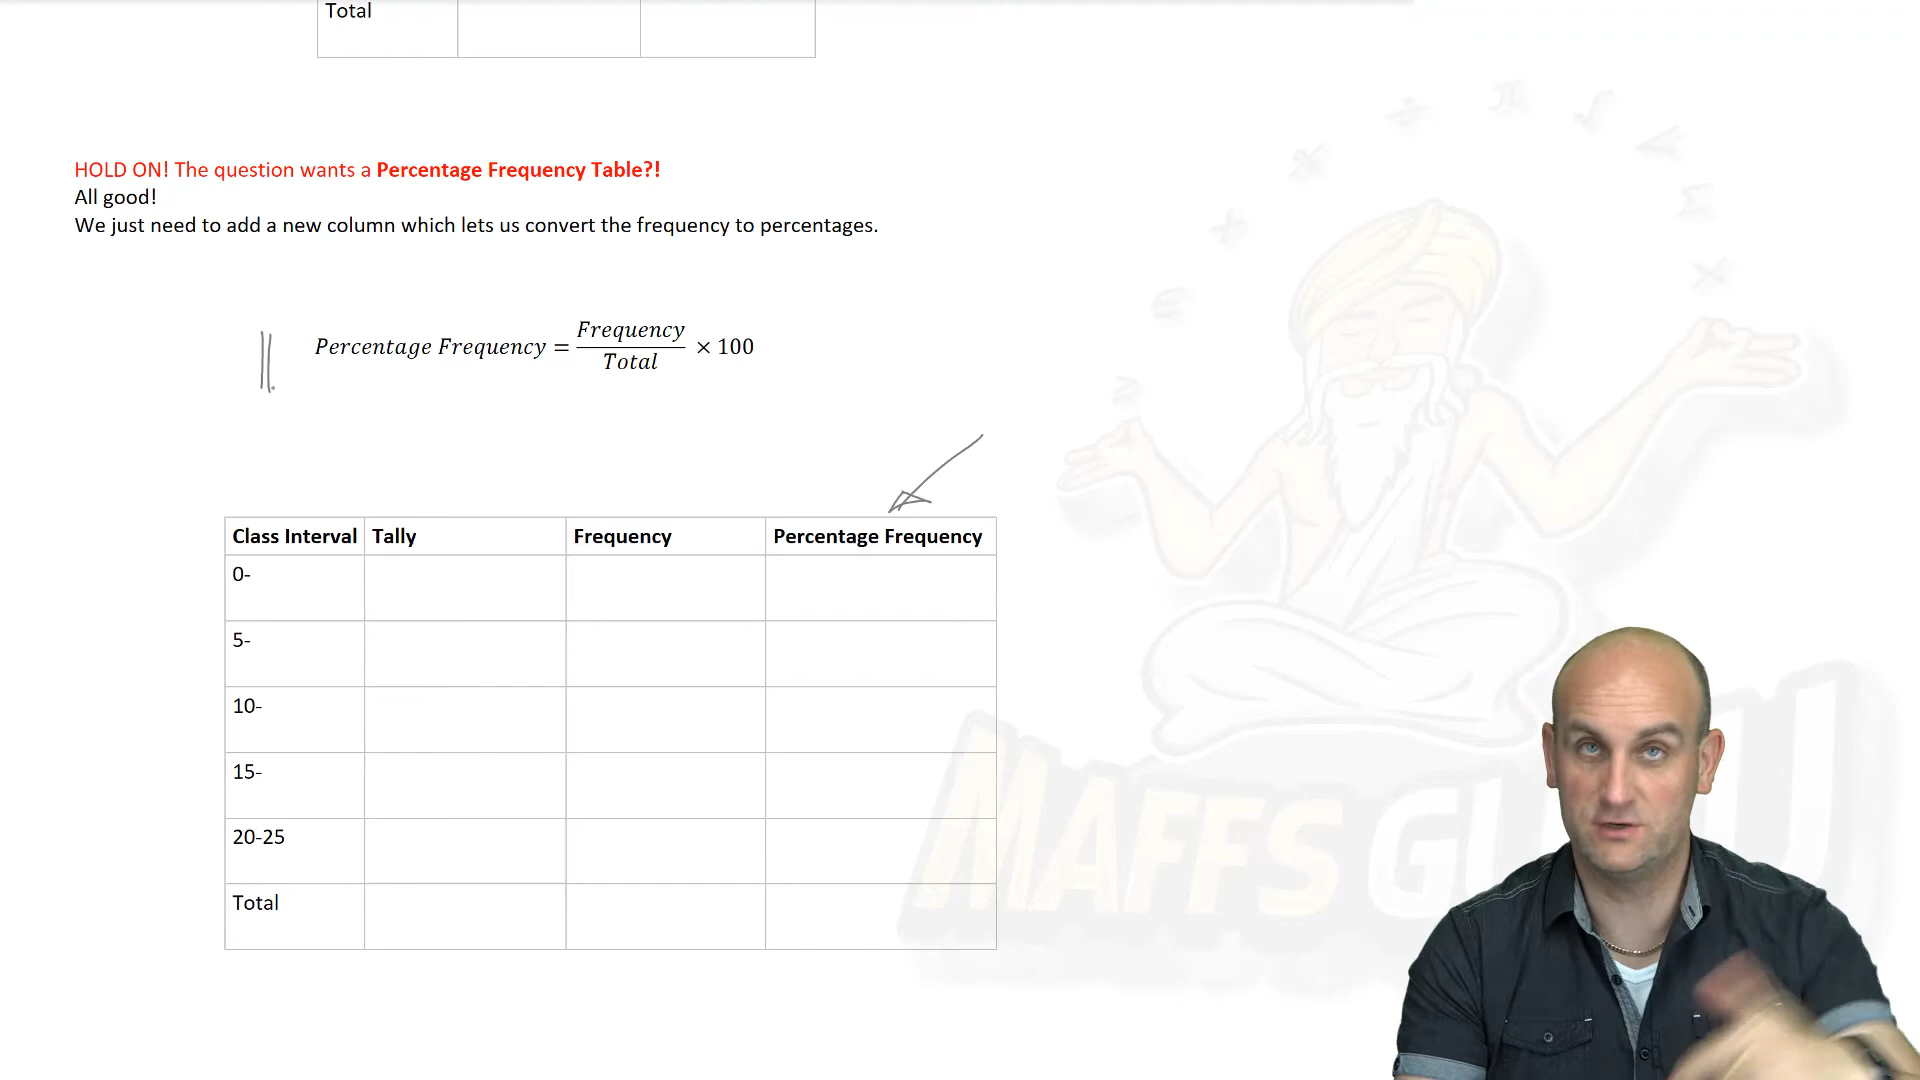 Total
HOLD ON! The question wants a Percentage Frequency Table?!
All good!
We just need to add a new column which lets us convert the frequency to percentages.
Percentage Frequency = Frequency / Total × 100
Class Interval Tally Frequency Percentage Frequency
0-
5-
10-
15-
20-25
Total
MAFFS GURU